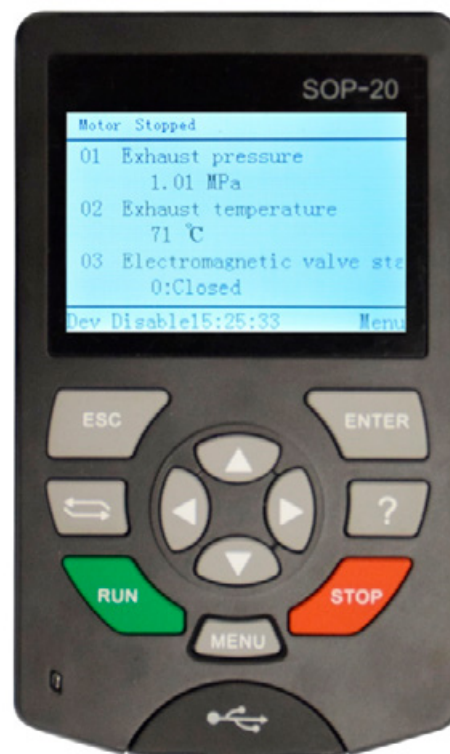 SOP-20
Motor Stopped
01 Exhaust pressure
1.01 MPa
02 Exhaust temperature
71 ℃
03 Electromagnetic valve sta
0:Closed
Dev Disable15:25:33 Menu
ESC
ENTER
?
RUN
STOP
MENU